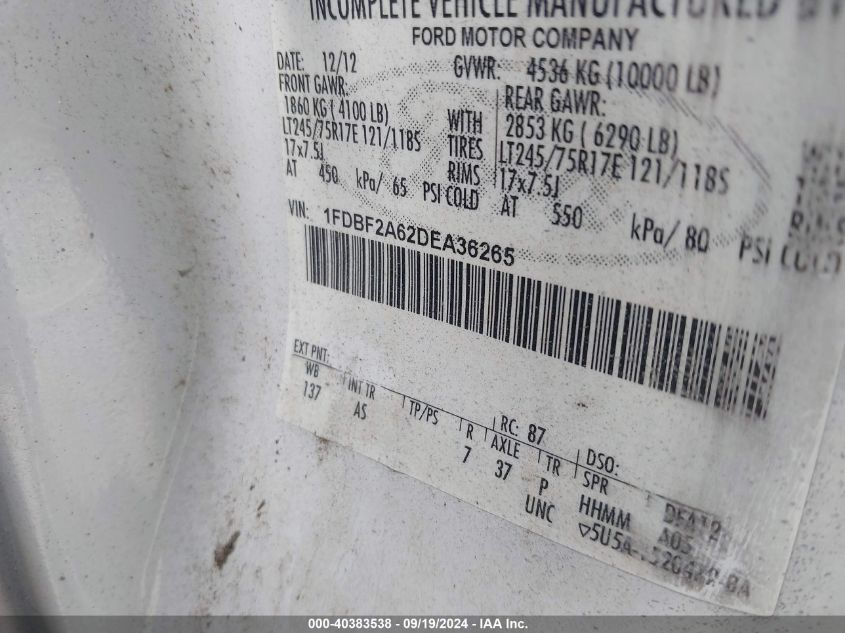 INCOMPLETE VEHICLE MANUFACTURED
FORD MOTOR COMPANY
DATE: 12/12 GVWR: 4536 KG (10000 LB)
FRONT GAWR: REAR GAWR:
1860 KG (4100 LB) WITH 2853 KG ( 6290 LB)
LT245/75R17E 121/118S TIRES LT245/75R17E 121/118S
17x7.5J RIMS 17x7.5J
AT 450 kPa/ 65 PSI COLD AT 550 kPa/ 80 PSI COLD
VIN: 1FDBF2A62DEA36265
EXT PNT: RC: 87 DSO:
WB INT TR TP/PS R AXLE TR SPR
137 AS 7 37 P HHMM
UNC
000-40383538 - 09/19/2024 - IAA Inc.